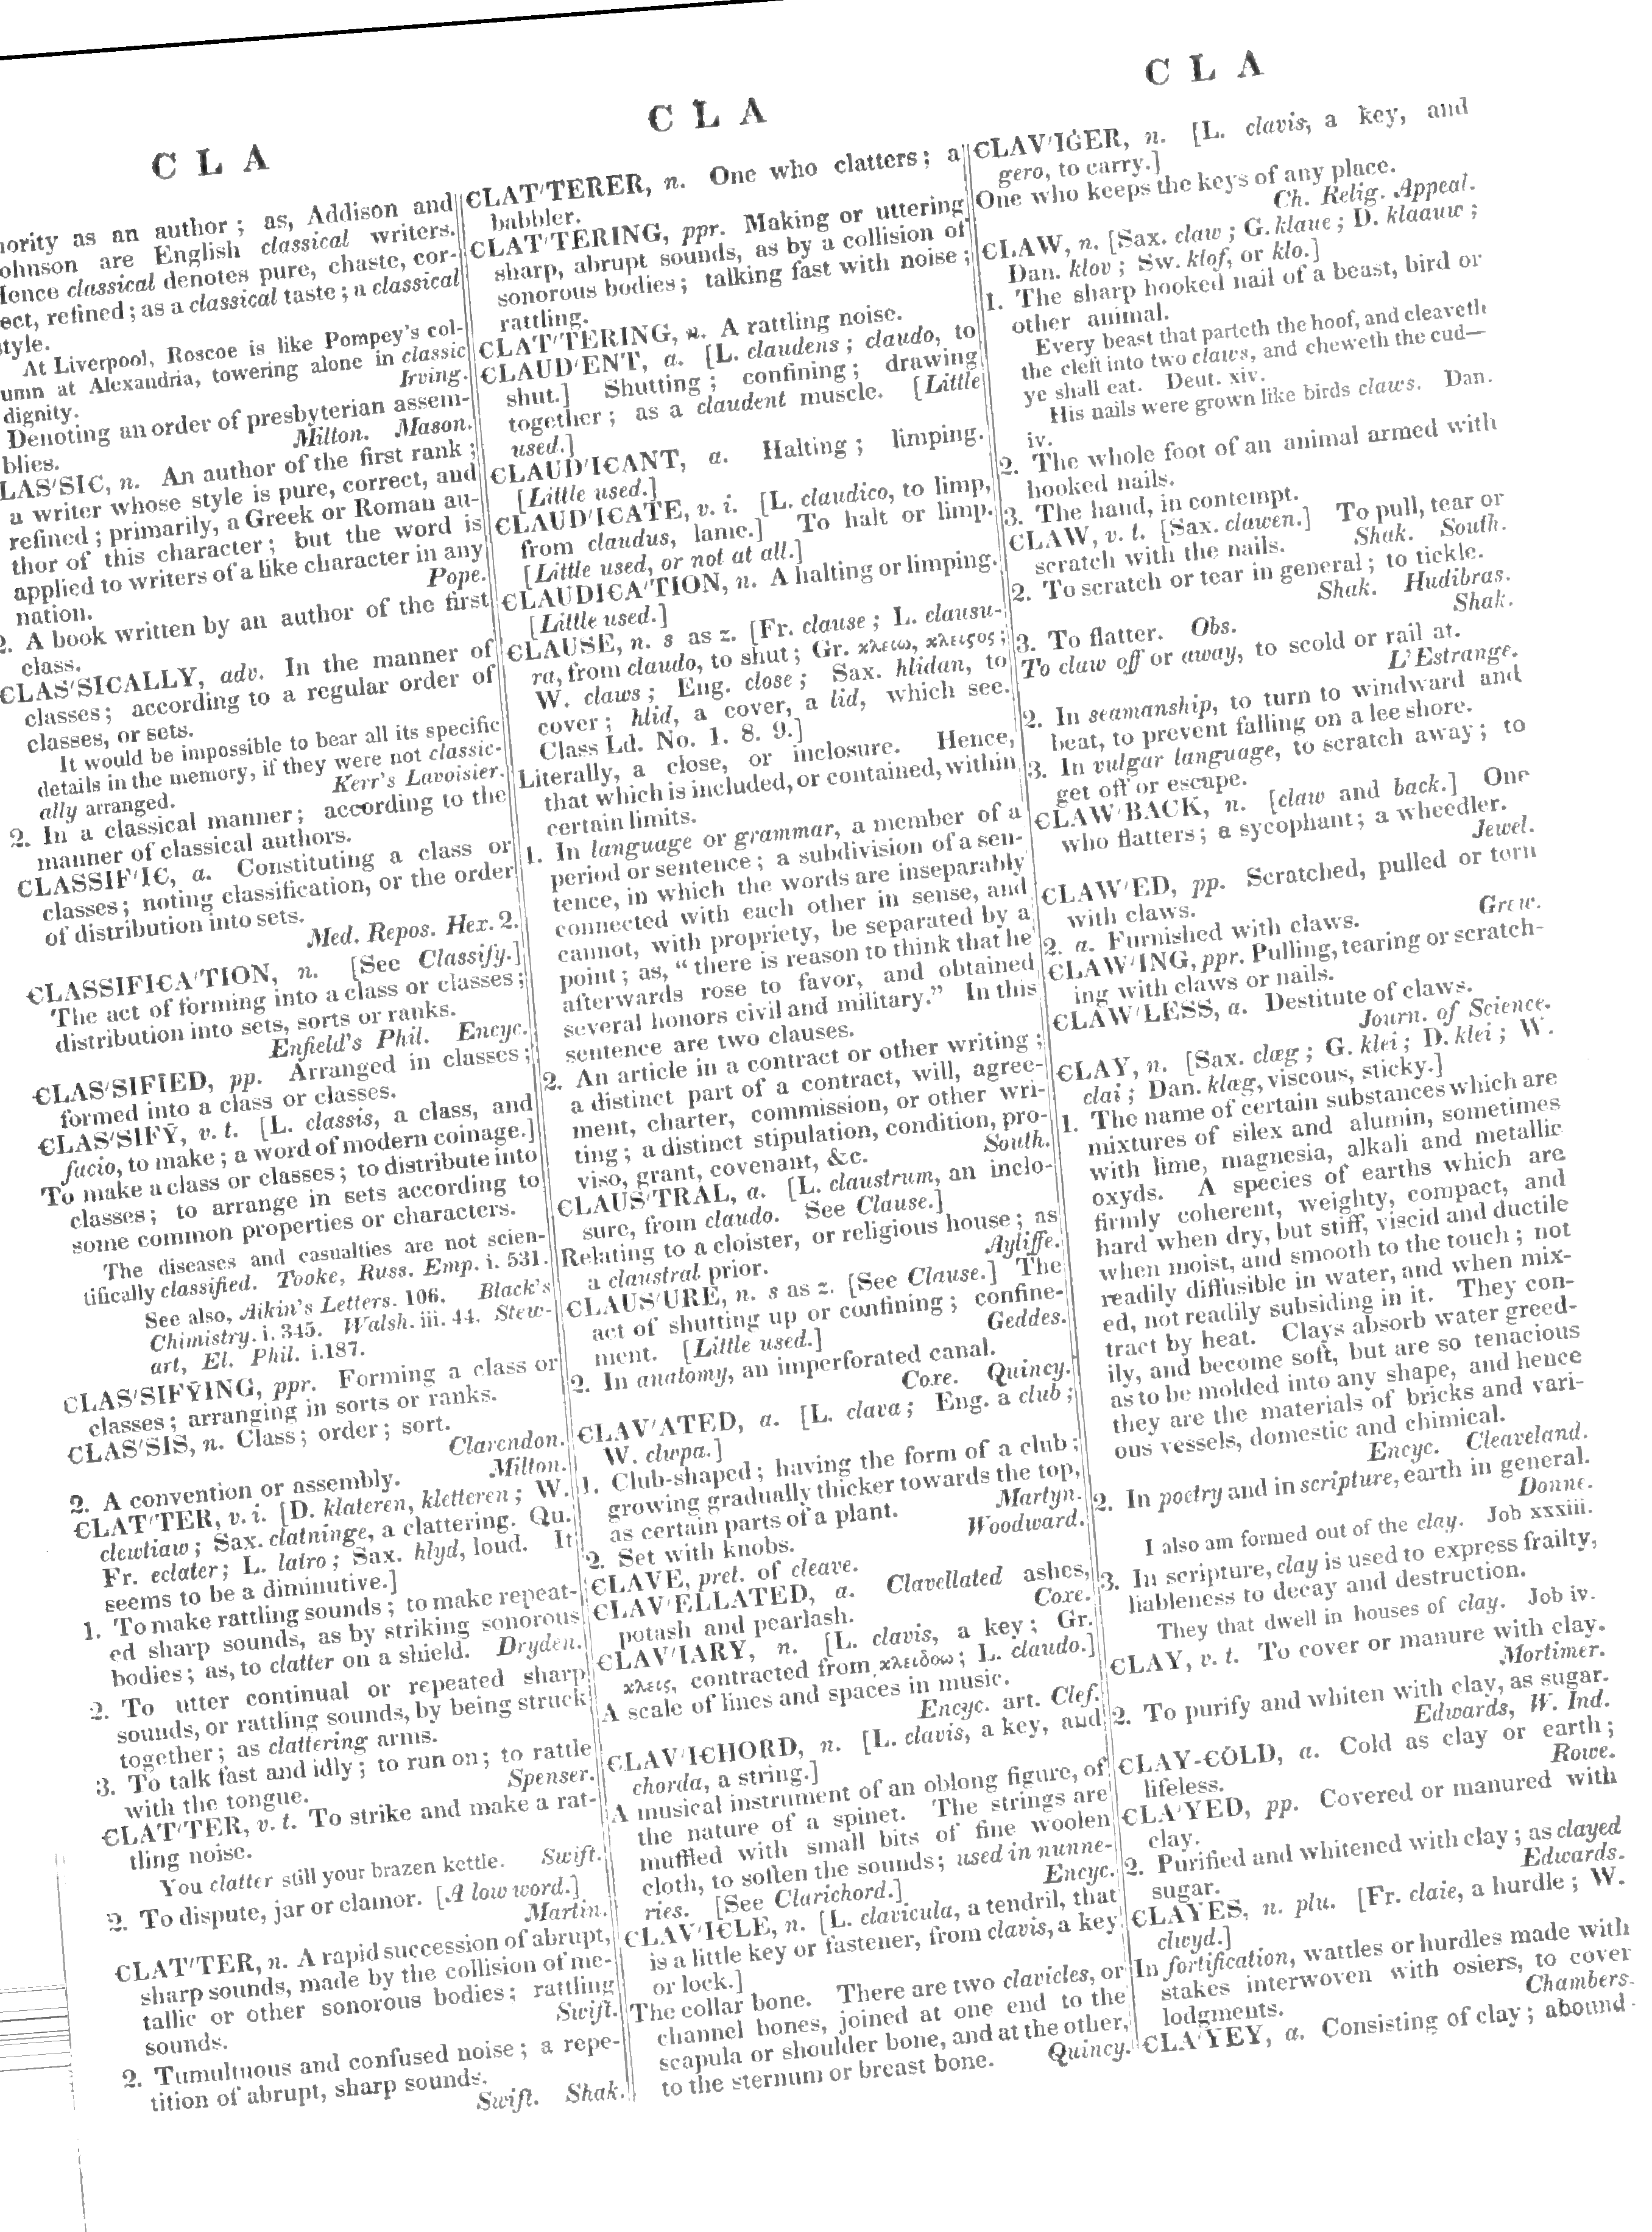 C L A
ority as an author; as, Addison and
ohnson are English classical writers.
Hence classical denotes pure, chaste, cor-
ect, refined; as a classical taste; a classical
style.
At Liverpool, Roscoe is like Pompey's col-
umn at Alexandria, towering alone in classic
dignity. Irving.
Denoting an order of presbyterian assem-
blies. Milton. Mason.
LAS'SIC, n. An author of the first rank;
a writer whose style is pure, correct, and
refined; primarily, a Greek or Roman au-
thor of this character; but the word is
applied to writers of a like character in any
nation. Pope.
2. A book written by an author of the first
class.
CLAS'SICALLY, adv. In the manner of
classes; according to a regular order of
classes, or sets.
It would be impossible to bear all its specific
details in the memory, if they were not classic-
ally arranged. Kerr's Lavoisier.
2. In a classical manner; according to the
manner of classical authors.
CLASSIF'IC, a. Constituting a class or
classes; noting classification, or the order
of distribution into sets.
Med. Repos. Hex. 2.
CLASSIFICA'TION, n. [See Classify.]
The act of forming into a class or classes;
distribution into sets, sorts or ranks.
Enfield's Phil. Encyc.
CLAS'SIFIED, pp. Arranged in classes;
formed into a class or classes.
CLAS'SIFȲ, v. t. [L. classis, a class, and
facio, to make; a word of modern coinage.]
To make a class or classes; to distribute into
classes; to arrange in sets according to
some common properties or characters.
The diseases and casualties are not scien-
tifically classified. Tooke, Russ. Emp. i. 531.
See also, Aikin's Letters. 106. Black's
Chimistry. i. 345. Walsh. iii. 44. Stew-
art, El. Phil. i.187.
CLAS'SIFȲING, ppr. Forming a class or
classes; arranging in sorts or ranks.
CLAS'SIS, n. Class; order; sort.
Clarendon.
2. A convention or assembly. Milton.
CLAT'TER, v. i. [D. klateren, kletteren; W.
clewtiaw; Sax. clatninge, a clattering. Qu.
Fr. eclater; L. latro; Sax. hlyd, loud. It
seems to be a diminutive.]
1. To make rattling sounds; to make repeat-
ed sharp sounds, as by striking sonorous
bodies; as, to clatter on a shield. Dryden.
2. To utter continual or repeated sharp
sounds, or rattling sounds, by being struck
together; as clattering arms.
3. To talk fast and idly; to run on; to rattle
with the tongue. Spenser.
CLAT'TER, v. t. To strike and make a rat-
tling noise.
You clatter still your brazen kettle. Swift.
2. To dispute, jar or clamor. [A low word.]
Martin.
CLAT'TER, n. A rapid succession of abrupt,
sharp sounds, made by the collision of me-
tallic or other sonorous bodies; rattling
sounds. Swift.
2. Tumultuous and confused noise; a repe-
tition of abrupt, sharp sounds.
Swift. Shak.
C L A
CLAT'TERER, n. One who clatters; a
babbler.
CLAT'TERING, ppr. Making or uttering
sharp, abrupt sounds, as by a collision of
sonorous bodies; talking fast with noise;
rattling.
CLAT'TERING, n. A rattling noise.
CLAUD'ENT, a. [L. claudens; claudo, to
shut.] Shutting; confining; drawing
together; as a claudent muscle. [Little
used.]
CLAUD'ICANT, a. Halting; limping.
[Little used.]
CLAUD'ICATE, v. i. [L. claudico, to limp,
from claudus, lame.] To halt or limp.
[Little used, or not at all.]
CLAUDICA'TION, n. A halting or limping.
[Little used.]
CLAUSE, n. s as z. [Fr. clause; L. clausu-
ra, from claudo, to shut; Gr. κλειω, κλειϛος;
W. claws; Eng. close; Sax. hlidan, to
cover; hlid, a cover, a lid, which see.
Class Ld. No. 1. 8. 9.]
Literally, a close, or inclosure. Hence,
that which is included, or contained, within
certain limits.
1. In language or grammar, a member of a
period or sentence; a subdivision of a sen-
tence, in which the words are inseparably
connected with each other in sense, and
cannot, with propriety, be separated by a
point; as, "there is reason to think that he
afterwards rose to favor, and obtained
several honors civil and military." In this
sentence are two clauses.
2. An article in a contract or other writing;
a distinct part of a contract, will, agree-
ment, charter, commission, or other wri-
ting; a distinct stipulation, condition, pro-
viso, grant, covenant, &c. South.
CLAUS'TRAL, a. [L. claustrum, an inclo-
sure, from claudo. See Clause.]
Relating to a cloister, or religious house; as
a claustral prior. Ayliffe.
CLAUS'URE, n. s as z. [See Clause.] The
act of shutting up or confining; confine-
ment. [Little used.] Geddes.
2. In anatomy, an imperforated canal.
Coxe. Quincy.
CLAV'ATED, a. [L. clava; Eng. a club;
W. clwpa.]
1. Club-shaped; having the form of a club;
growing gradually thicker towards the top,
as certain parts of a plant. Martyn.
2. Set with knobs. Woodward.
CLAVE, pret. of cleave.
CLAV'ELLATED, a. Clavellated ashes,
potash and pearlash. Coxe.
CLAV'IARY, n. [L. clavis, a key; Gr.
κλεις, contracted from κλειδοω; L. claudo.]
A scale of lines and spaces in music.
Encyc. art. Clef.
CLAV'ICHORD, n. [L. clavis, a key, and
chorda, a string.]
A musical instrument of an oblong figure, of
the nature of a spinet. The strings are
muffled with small bits of fine woolen
cloth, to soften the sounds; used in nunne-
ries. [See Clarichord.] Encyc.
CLAV'ICLE, n. [L. clavicula, a tendril, that
is a little key or fastener, from clavis, a key
or lock.]
The collar bone. There are two clavicles, or
channel bones, joined at one end to the
scapula or shoulder bone, and at the other,
to the sternum or breast bone. Quincy.
C L A
CLAV'IGER, n. [L. clavis, a key, and
gero, to carry.]
One who keeps the keys of any place.
Ch. Relig. Appeal.
CLAW, n. [Sax. claw; G. klaue; D. klaauw;
Dan. klov; Sw. klof, or klo.]
1. The sharp hooked nail of a beast, bird or
other animal.
Every beast that parteth the hoof, and cleaveth
the cleft into two claws, and cheweth the cud—
ye shall eat. Deut. xiv.
His nails were grown like birds claws. Dan.
iv.
2. The whole foot of an animal armed with
hooked nails.
3. The hand, in contempt.
CLAW, v. t. [Sax. clawen.] To pull, tear or
scratch with the nails. Shak. South.
2. To scratch or tear in general; to tickle.
Shak. Hudibras.
3. To flatter. Obs. Shak.
To claw off or away, to scold or rail at.
L'Estrange.
2. In seamanship, to turn to windward and
beat, to prevent falling on a lee shore.
3. In vulgar language, to scratch away; to
get off or escape.
CLAW'BACK, n. [claw and back.] One
who flatters; a sycophant; a wheedler.
Jewel.
CLAW'ED, pp. Scratched, pulled or torn
with claws.
2. a. Furnished with claws. Grew.
CLAW'ING, ppr. Pulling, tearing or scratch-
ing with claws or nails.
CLAW'LESS, a. Destitute of claws.
Journ. of Science.
CLAY, n. [Sax. clæg; G. klei; D. klei; W.
clai; Dan. klæg, viscous, sticky.]
1. The name of certain substances which are
mixtures of silex and alumin, sometimes
with lime, magnesia, alkali and metallic
oxyds. A species of earths which are
firmly coherent, weighty, compact, and
hard when dry, but stiff, viscid and ductile
when moist, and smooth to the touch; not
readily diffusible in water, and when mix-
ed, not readily subsiding in it. They con-
tract by heat. Clays absorb water greed-
ily, and become soft, but are so tenacious
as to be molded into any shape, and hence
they are the materials of bricks and vari-
ous vessels, domestic and chimical.
Encyc. Cleaveland.
2. In poetry and in scripture, earth in general.
Donne.
I also am formed out of the clay. Job xxxiii.
3. In scripture, clay is used to express frailty,
liableness to decay and destruction.
They that dwell in houses of clay. Job iv.
CLAY, v. t. To cover or manure with clay.
Mortimer.
2. To purify and whiten with clay, as sugar.
Edwards, W. Ind.
CLAY-CŌLD, a. Cold as clay or earth;
lifeless. Rowe.
CLA'YED, pp. Covered or manured with
clay.
2. Purified and whitened with clay; as clayed
sugar. Edwards.
CLAYES, n. plu. [Fr. claie, a hurdle; W.
clwyd.]
In fortification, wattles or hurdles made with
stakes interwoven with osiers, to cover
lodgments. Chambers.
CLA'YEY, a. Consisting of clay; abound-